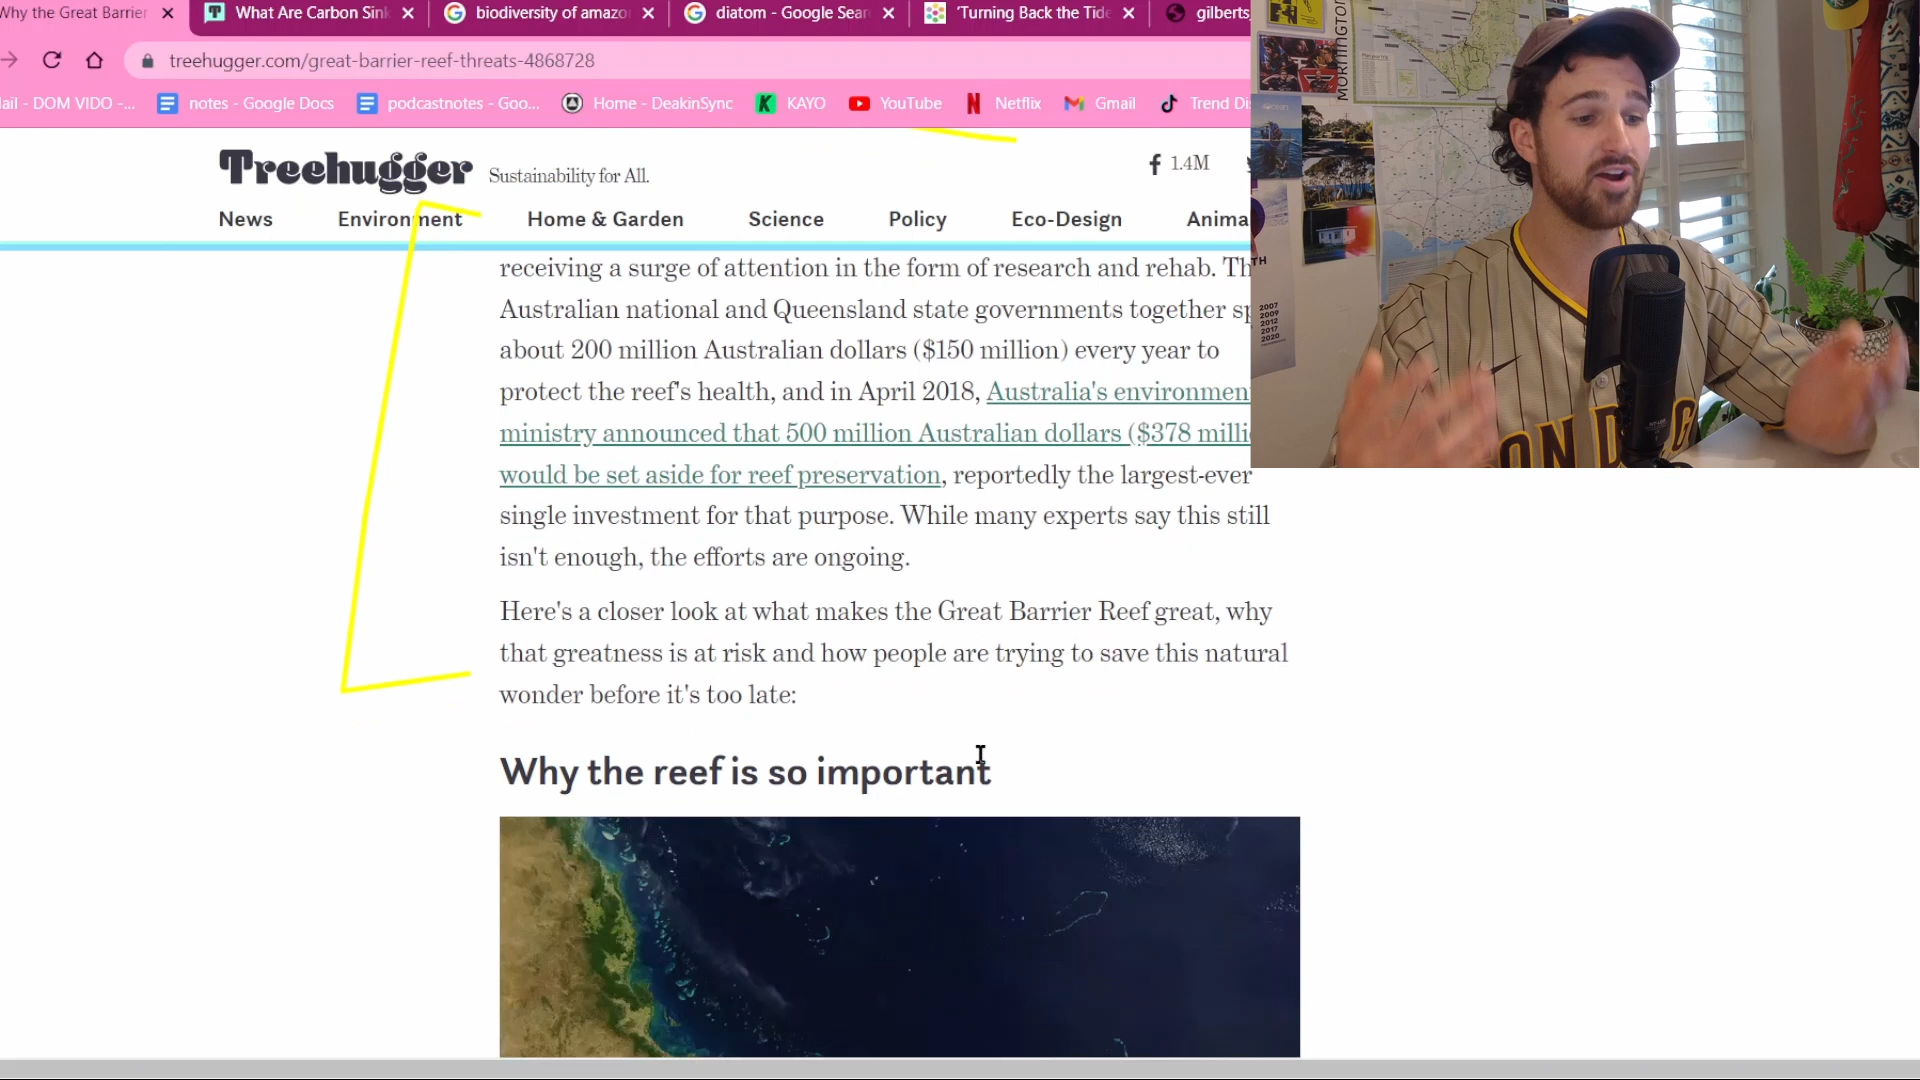 Why the Great Barrier
What Are Carbon Sink
biodiversity of amazo
diatom - Google Sear
'Turning Back the Tide
gilberts
treehugger.com/great-barrier-reef-threats-4868728
ail - DOM VIDO -...
notes - Google Docs
podcastnotes - Goo...
Home - DeakinSync
KAYO
YouTube
Netflix
Gmail
Trend Di
Treehugger
Sustainability for All.
1.4M
News
Environment
Home & Garden
Science
Policy
Eco-Design
Anima
receiving a surge of attention in the form of research and rehab. Th
Australian national and Queensland state governments together sp
about 200 million Australian dollars ($150 million) every year to
protect the reef's health, and in April 2018, Australia's environmen
ministry announced that 500 million Australian dollars ($378 milli
would be set aside for reef preservation, reportedly the largest-ever
single investment for that purpose. While many experts say this still
isn't enough, the efforts are ongoing.
Here's a closer look at what makes the Great Barrier Reef great, why
that greatness is at risk and how people are trying to save this natural
wonder before it's too late:
Why the reef is so important
MORNINGTON
TH
2007
2009
2012
2017
2020
ON D G